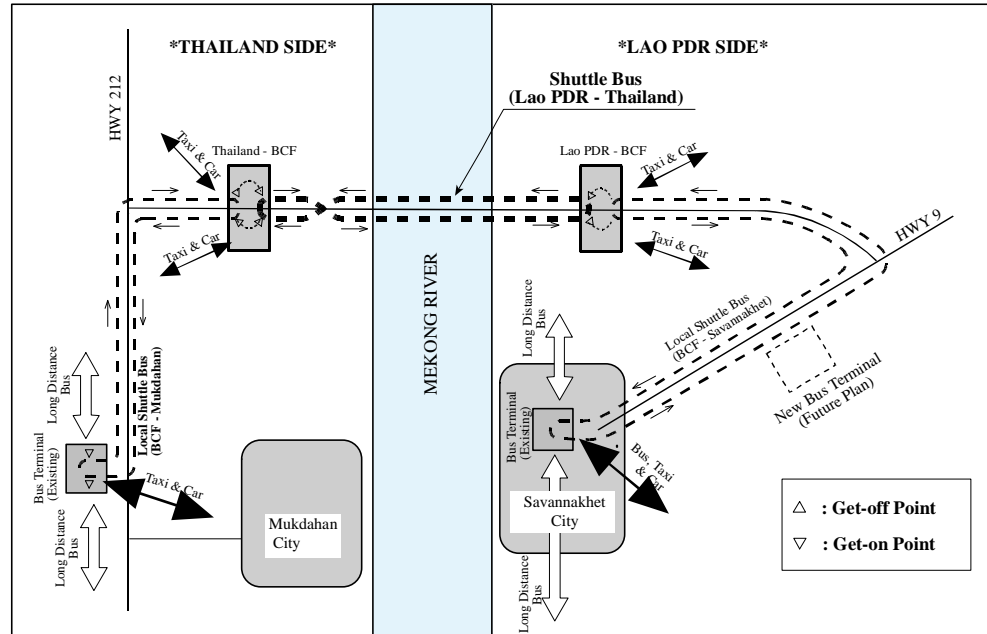 *THAILAND SIDE*
*LAO PDR SIDE*
Shuttle Bus
(Lao PDR - Thailand)
HWY 212
Taxi & Car
Thailand - BCF
Lao PDR - BCF
Taxi & Car
Taxi & Car
Taxi & Car
HWY 9
MEKONG RIVER
Long Distance
Bus
Local Shuttle Bus
(BCF - Savannakhet)
New Bus Terminal
(Future Plan)
Long Distance
Bus
Local Shuttle Bus
(BCF - Mukdahan)
Bus Terminal
(Existing)
Taxi & Car
Bus Terminal
(Existing)
Bus, Taxi
& Car
Mukdahan
City
Savannakhet
City
Long Distance
Bus
Long Distance
Bus
: Get-off Point
: Get-on Point